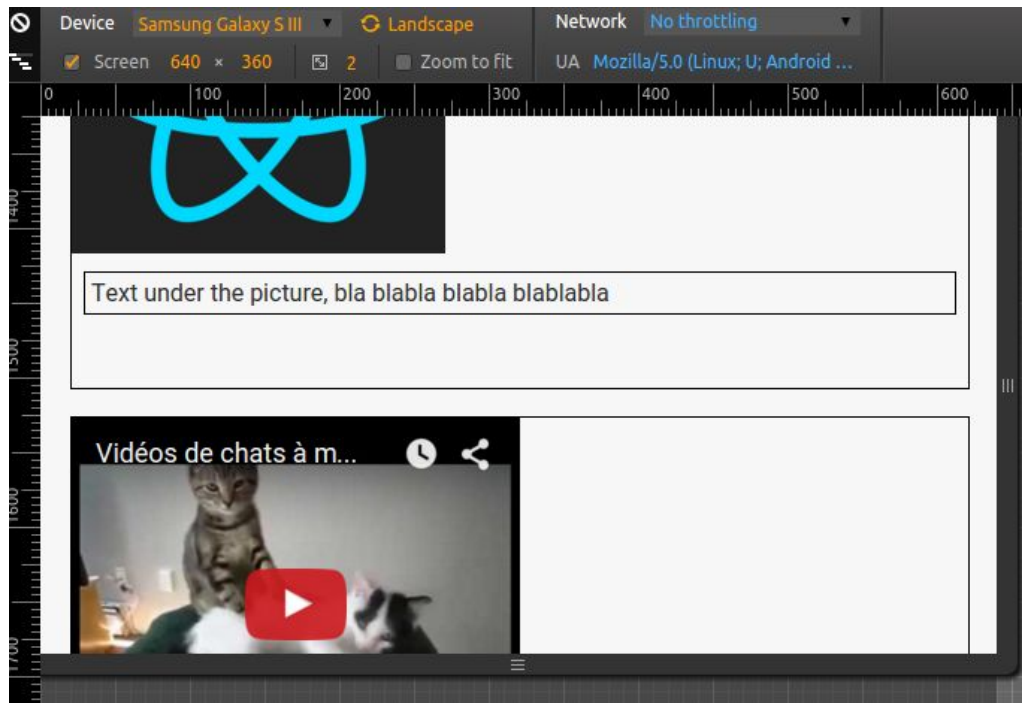 Device Samsung Galaxy S III Landscape Network No throttling
Screen 640 × 360 2 Zoom to fit UA Mozilla/5.0 (Linux; U; Android ...
0 100 200 300 400 500 600
1400
Text under the picture, bla blabla blabla blablabla
1500
Vidéos de chats à m...
1600
1700